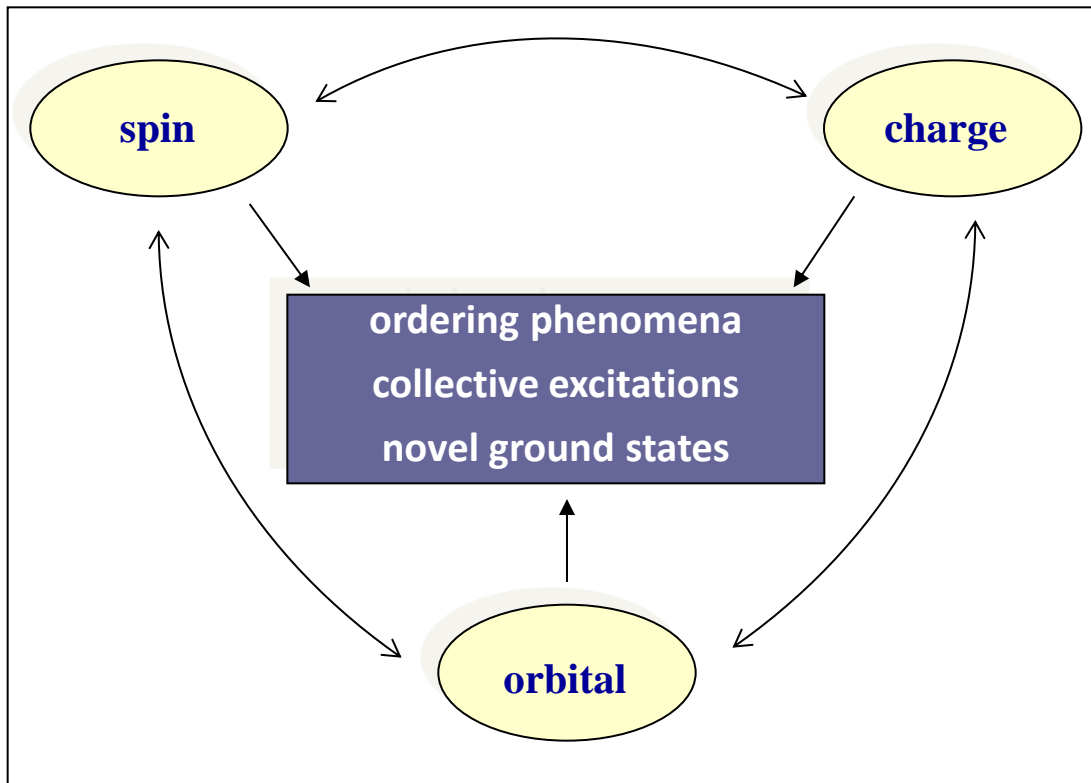 spin
charge
ordering phenomena
collective excitations
novel ground states
orbital